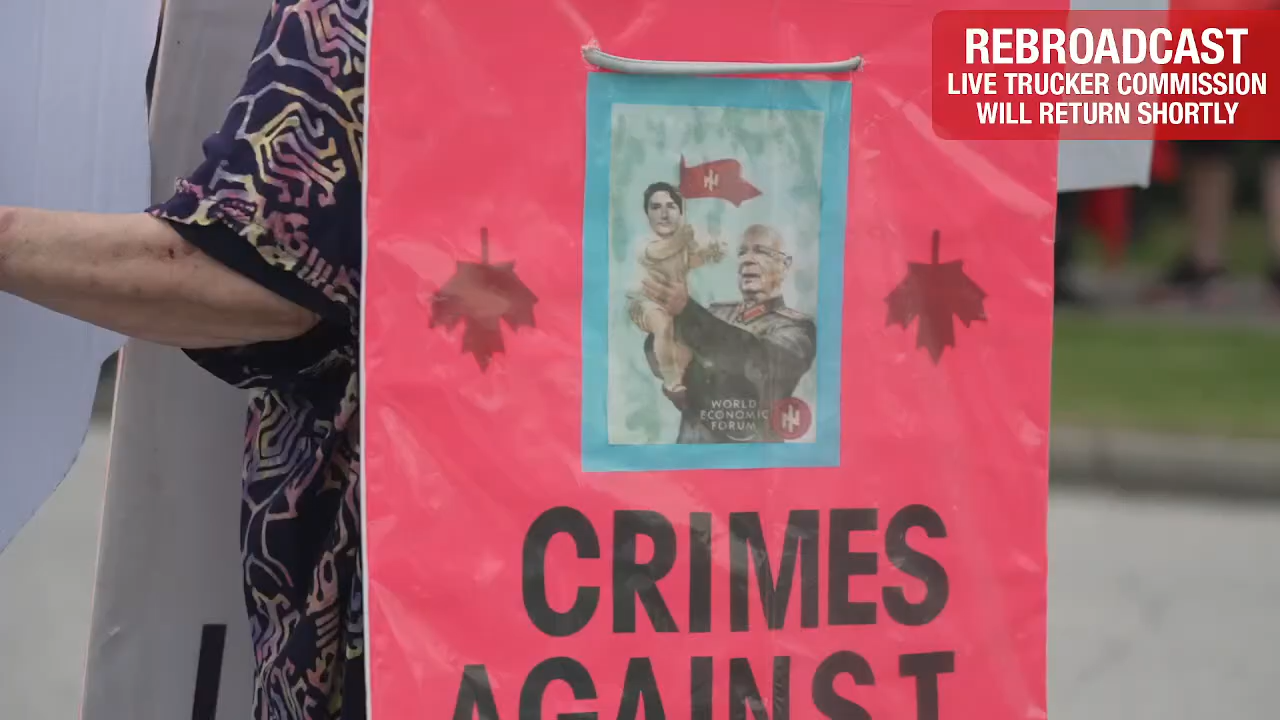 REBROADCAST
LIVE TRUCKER COMMISSION
WILL RETURN SHORTLY
WORLD
ECONOMIC
FORUM
CRIMES
AGAINST